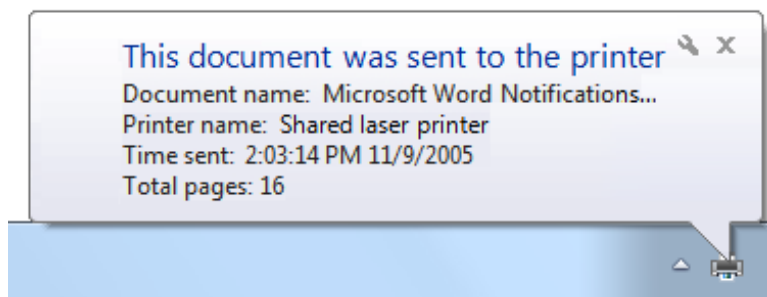 This document was sent to the printer
Document name: Microsoft Word Notifications...
Printer name: Shared laser printer
Time sent: 2:03:14 PM 11/9/2005
Total pages: 16